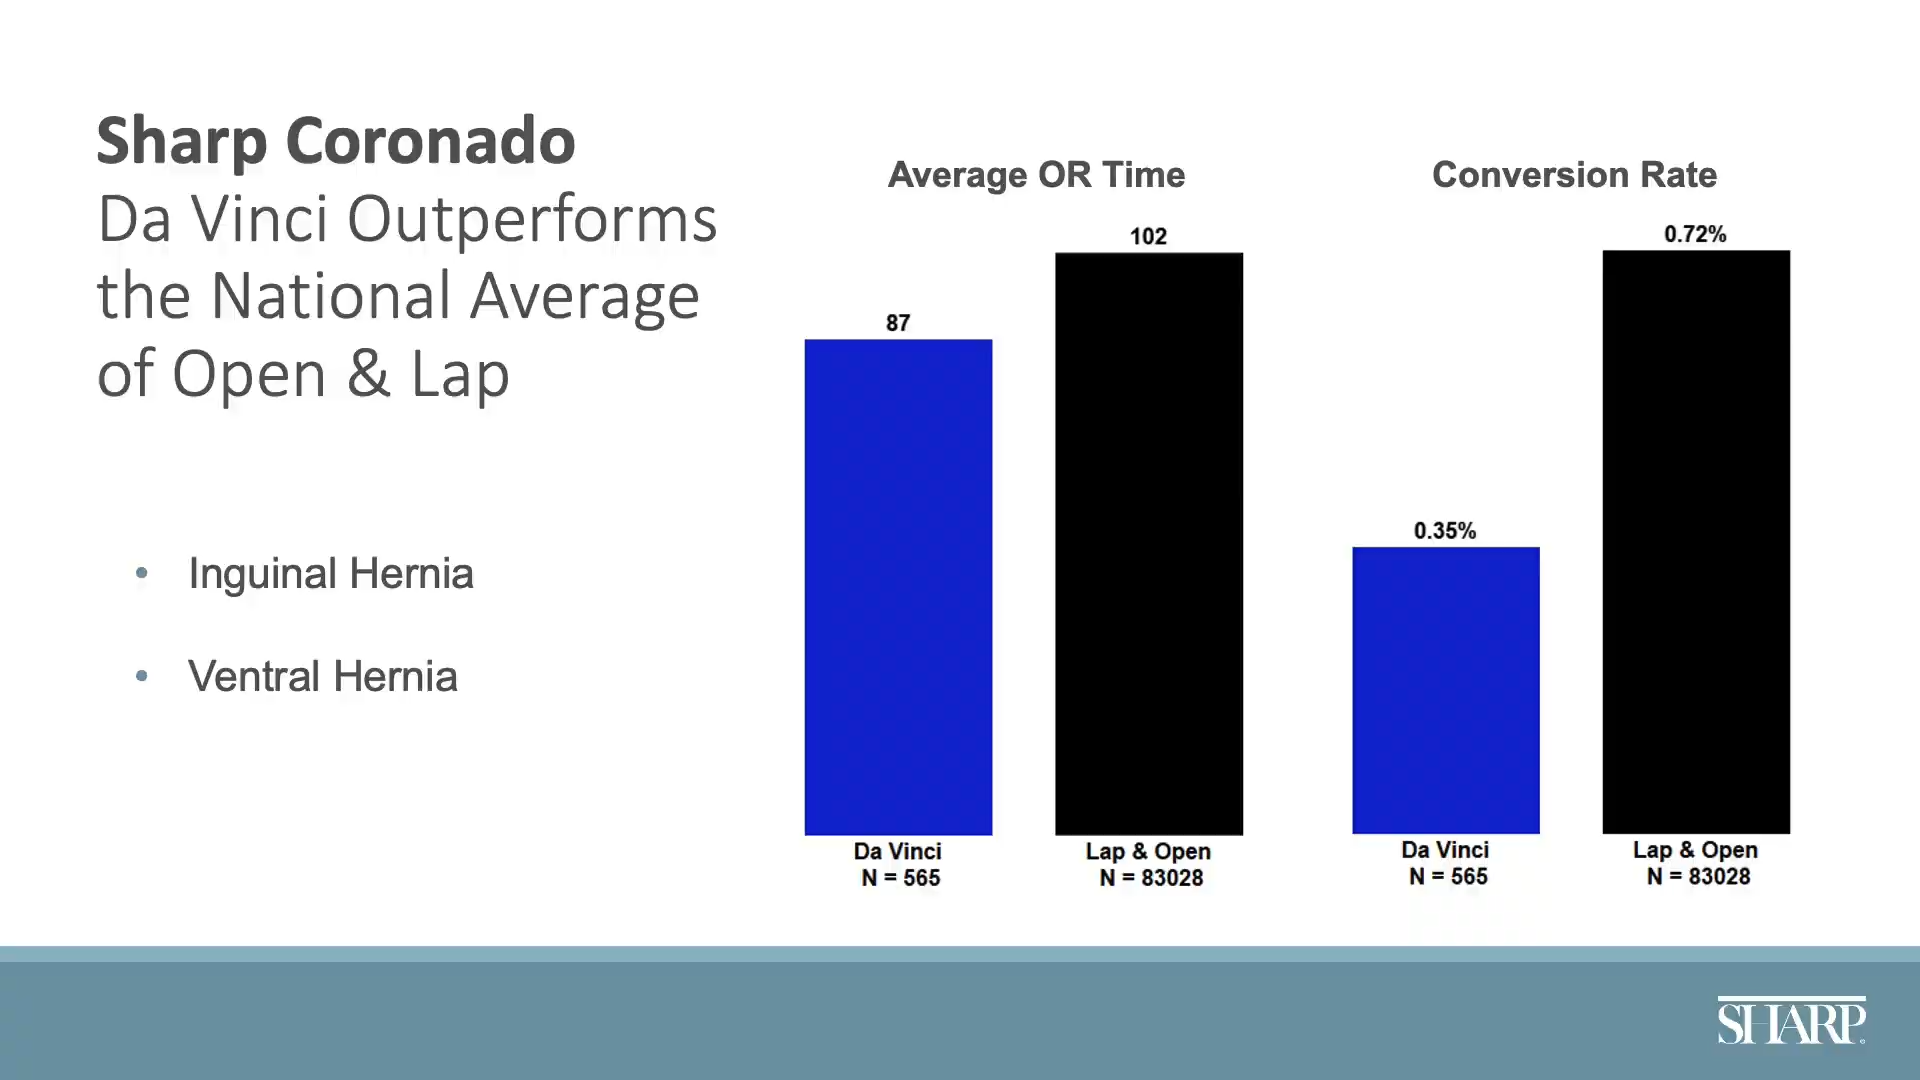 Sharp Coronado
Da Vinci Outperforms
the National Average
of Open & Lap
• Inguinal Hernia
• Ventral Hernia
Average OR Time
87
102
Da Vinci
N = 565
Lap & Open
N = 83028
Conversion Rate
0.35%
0.72%
Da Vinci
N = 565
Lap & Open
N = 83028
SHARP®